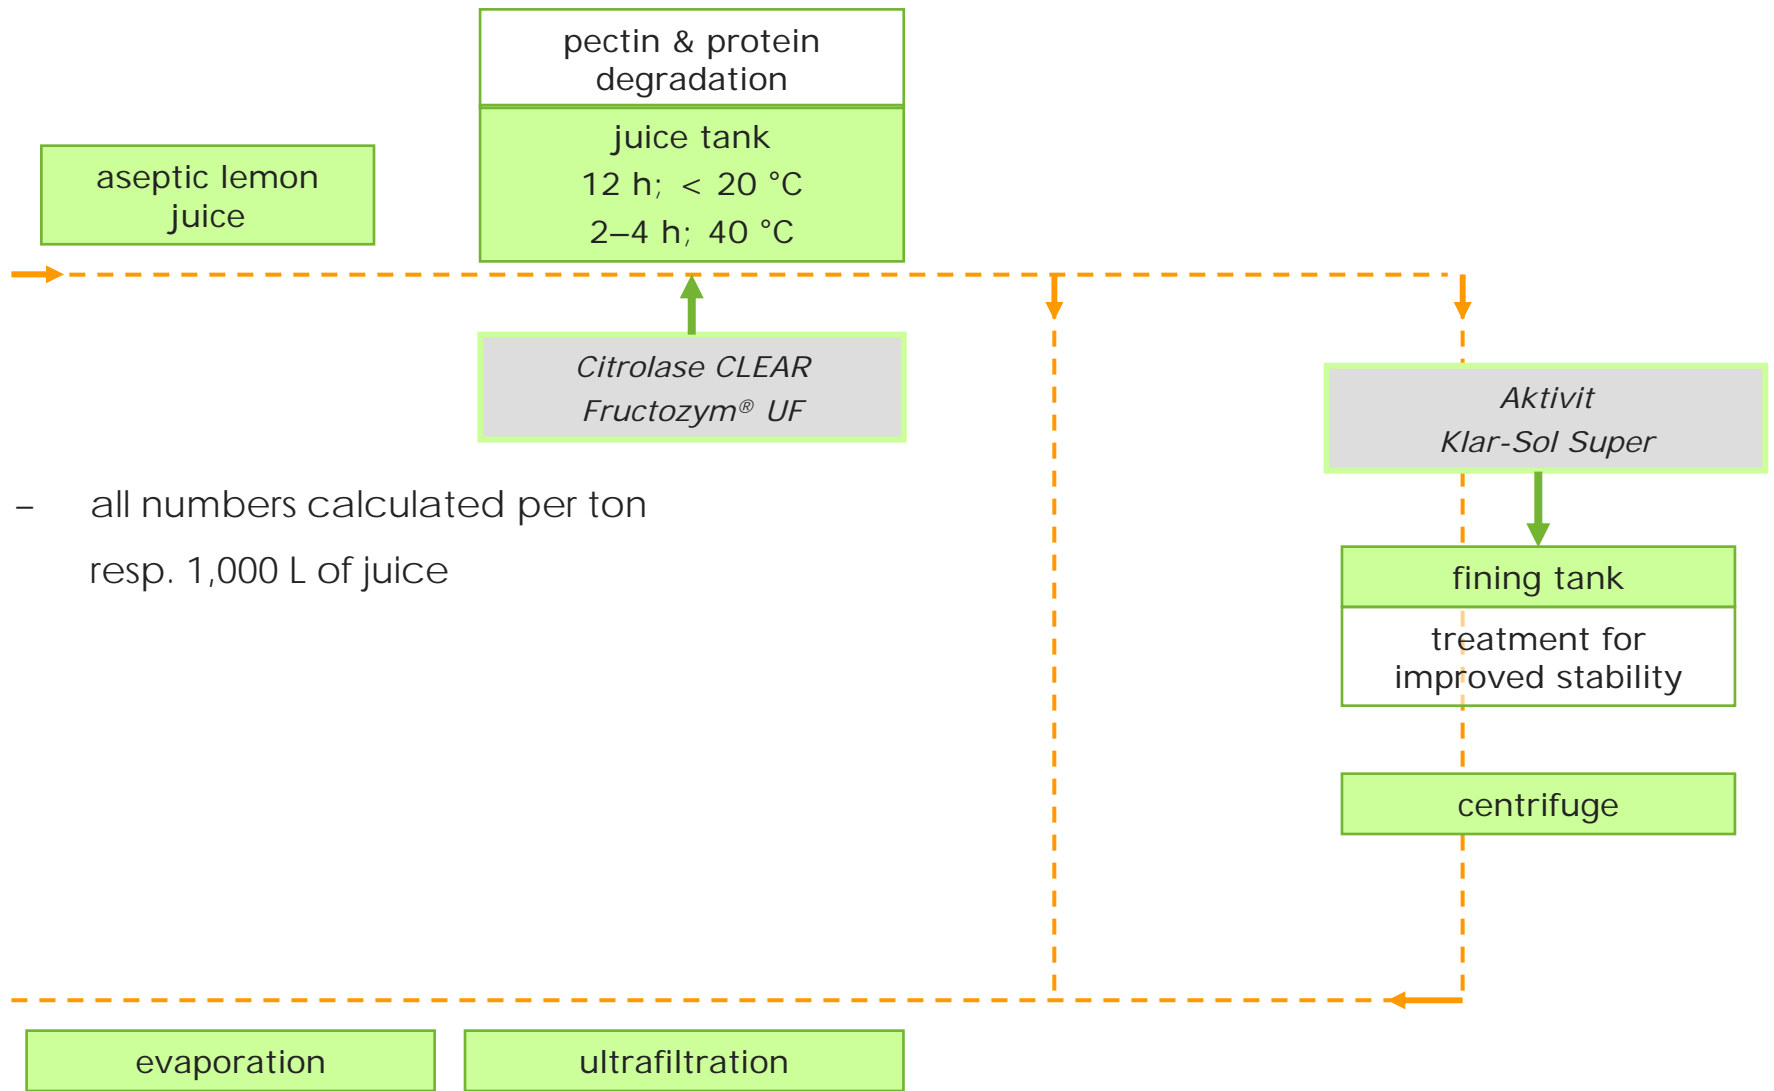 pectin & protein
degradation
juice tank
12 h; < 20 °C
2–4 h; 40 °C
aseptic lemon
juice
Citrolase CLEAR
Fructozym® UF
Aktivit
Klar-Sol Super
– all numbers calculated per ton
resp. 1,000 L of juice
fining tank
treatment for
improved stability
centrifuge
evaporation
ultrafiltration